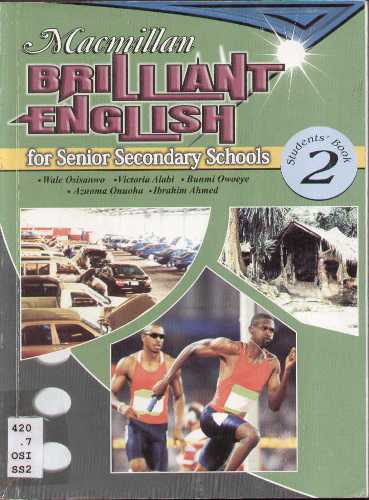 Macmillan
BRILLIANT
ENGLISH
for Senior Secondary Schools
Students' Book
2
•Wale Osisanwo •Victoria Alabi •Bunmi Owoeye
•Azuoma Onuoha •Ibrahim Ahmed
420
.7
OSI
SS2